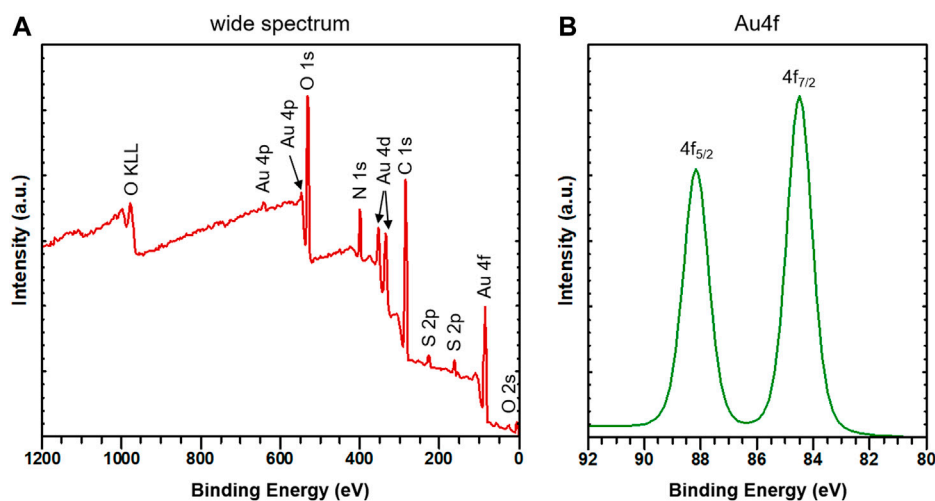 A
wide spectrum
O KLL
Au 4p
Au 4p
O 1s
N 1s
Au 4d
C 1s
S 2p
S 2p
Au 4f
O 2s
Intensity (a.u.)
1200 1000 800 600 400 200 0
Binding Energy (eV)
B
Au4f
4f5/2
4f7/2
Intensity (a.u.)
92 90 88 86 84 82 80
Binding Energy (eV)